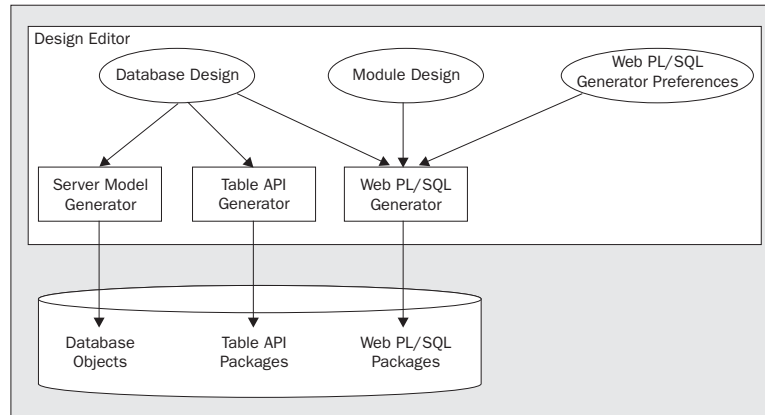 Design Editor
Database Design
Module Design
Web PL/SQL
Generator Preferences
Server Model
Generator
Table API
Generator
Web PL/SQL
Generator
Database
Objects
Table API
Packages
Web PL/SQL
Packages